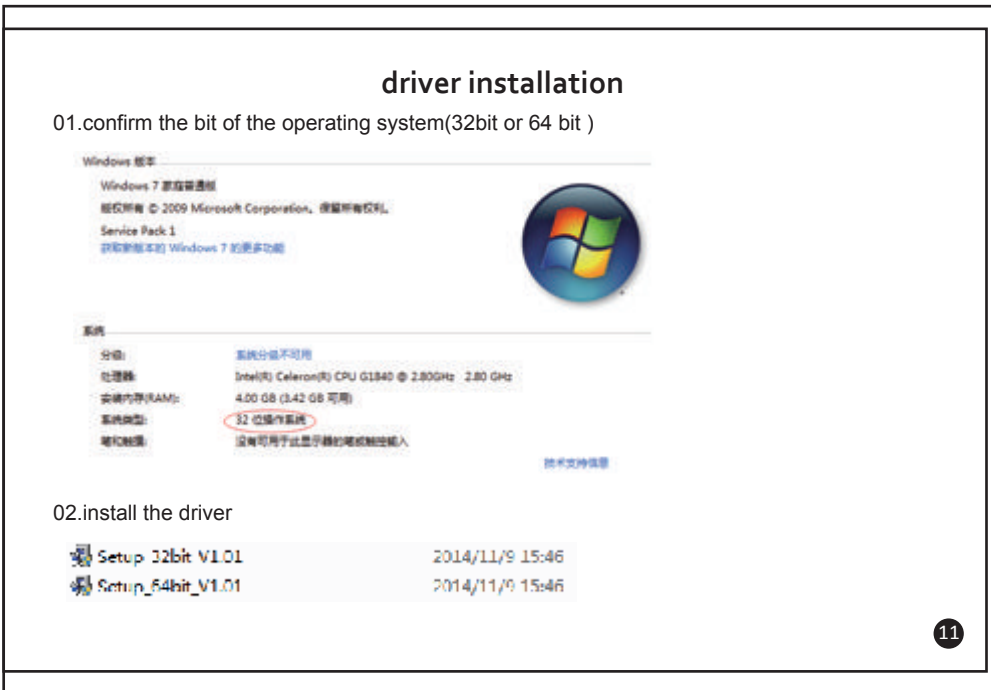 driver installation
01.confirm the bit of the operating system(32bit or 64 bit )
Windows 版本
Windows 7 家庭普通版
版权所有 © 2009 Microsoft Corporation。保留所有权利。
Service Pack 1
获取新版本的 Windows 7 的更多功能
系统
分级: 系统分级不可用
处理器: Intel(R) Celeron(R) CPU G1840 @ 2.80GHz 2.80 GHz
安装内存(RAM): 4.00 GB (3.42 GB 可用)
系统类型: 32 位操作系统
笔和触摸: 没有可用于此显示器的笔或触控输入
技术支持信息
02.install the driver
Setup_32bit_V1.01 2014/11/9 15:46
Setup_64bit_V1.01 2014/11/9 15:46
11